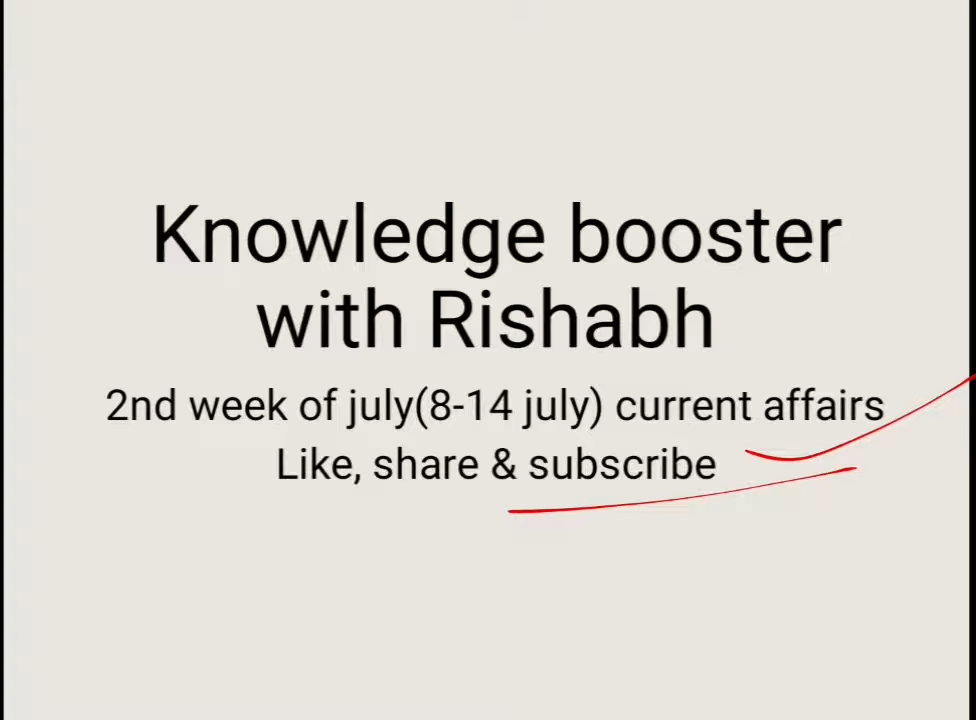 Knowledge booster
with Rishabh
2nd week of july(8-14 july) current affairs
Like, share & subscribe